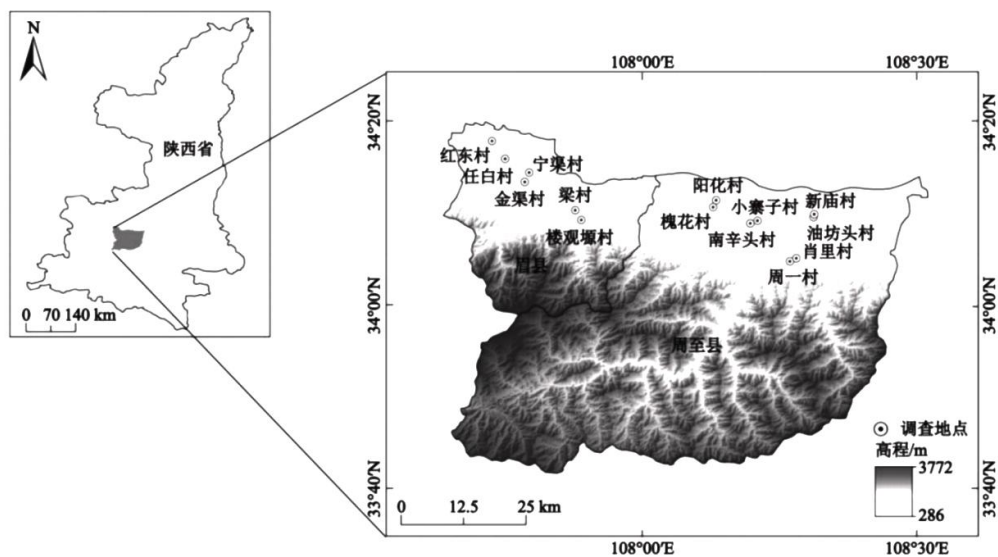 N
陕西省
0 70 140 km
108°00′E
108°30′E
34°20′N
34°00′N
33°40′N
红东村
任白村
宁渠村
金渠村
梁村
楼观塬村
阳花村
槐花村
小寨子村
新庙村
南辛头村
油坊头村
肖里村
周一村
眉县
周至县
调查地点
高程/m
3772
286
0 12.5 25 km
34°20′N
34°00′N
33°40′N
108°00′E
108°30′E